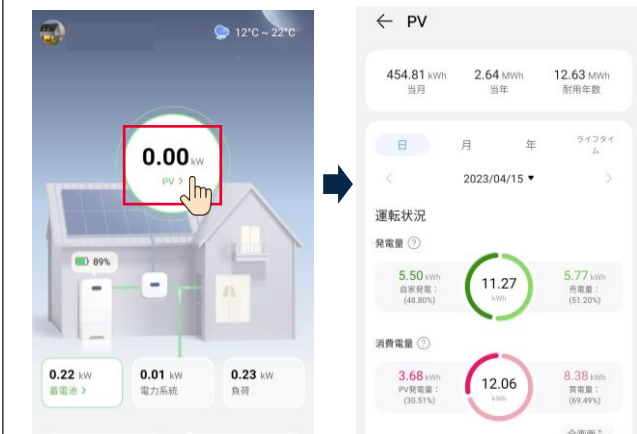 12°C ~ 22°C
0.00 kW
PV >
89%
0.22 kW
蓄電池 >
0.01 kW
電力系統
0.23 kW
負荷
← PV
454.81 kWh
当月
2.64 MWh
当年
12.63 MWh
耐用年数
日 月 年 ライフタイ
ム
< 2023/04/15 ▼ >
運転状況
発電量 ?
5.50 kWh
自家発電：
(48.80%)
11.27
kWh
5.77 kWh
売電量：
(51.20%)
消費電量 ?
3.68 kWh
PV発電量：
(30.51%)
12.06
kWh
8.38 kWh
買電量：
(69.49%)